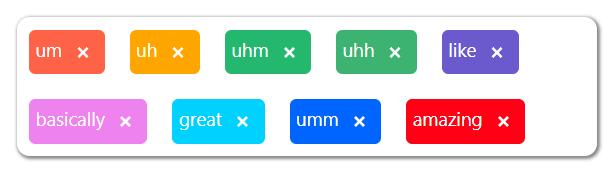 um × uh × uhm × uhh × like ×
basically × great × umm × amazing ×